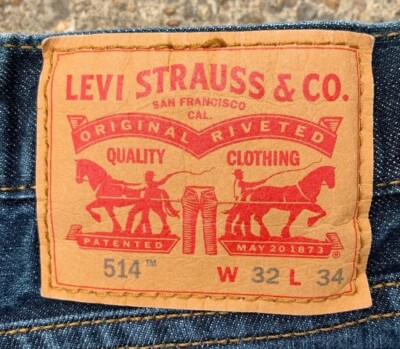 LEVI STRAUSS & CO.
SAN FRANCISCO
CAL.
ORIGINAL RIVETED
QUALITY CLOTHING
PATENTED MAY 20 1873 ®
514™ W 32 L 34